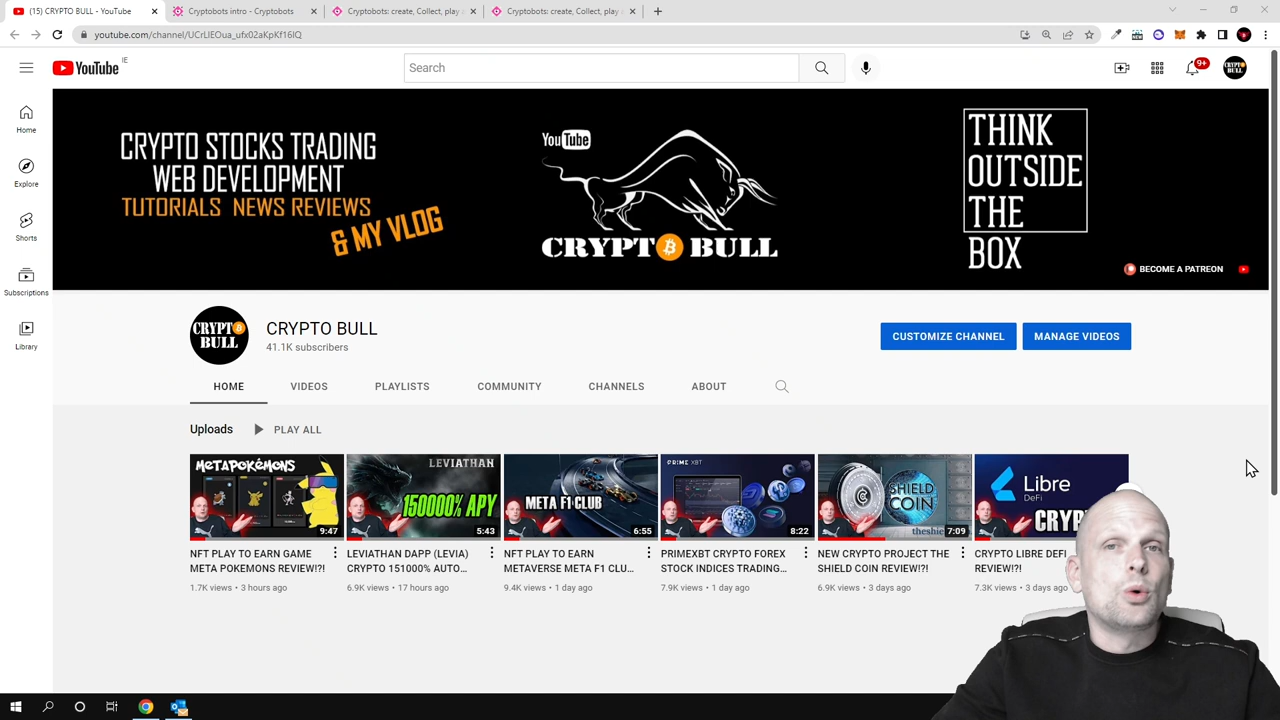 (15) CRYPTO BULL - YouTube
Cryptobots intro - Cryptobots
Cryptobots: create, Collect, play
Cryptobots: create, Collect, play
youtube.com/channel/
YouTube IE
Search
9+
CRYPTO BULL
Home
Explore
Shorts
Subscriptions
Library
CRYPTO STOCKS TRADING
WEB DEVELOPMENT
TUTORIALS NEWS REVIEWS
& MY VLOG
YouTube
CRYPTO BULL
THINK
OUTSIDE
THE
BOX
BECOME A PATREON
CRYPTO
BULL
CRYPTO BULL
41.1K subscribers
CUSTOMIZE CHANNEL
MANAGE VIDEOS
HOME
VIDEOS
PLAYLISTS
COMMUNITY
CHANNELS
ABOUT
Uploads
PLAY ALL
METAPOKÉMONS
9:47
LEVIATHAN
150000% APY
5:43
META F1 CLUB
6:55
PRIME XBT
8:22
SHIELD
COIN
7:09
Libre
DeFi
NFT PLAY TO EARN GAME
META POKEMONS REVIEW!?!
1.7K views • 3 hours ago
LEVIATHAN DAPP (LEVIA)
CRYPTO 151000% AUTO...
6.9K views • 17 hours ago
NFT PLAY TO EARN
METAVERSE META F1 CLU...
9.4K views • 1 day ago
PRIMEXBT CRYPTO FOREX
STOCK INDICES TRADING...
7.9K views • 1 day ago
NEW CRYPTO PROJECT THE
SHIELD COIN REVIEW!?!
6.9K views • 3 days ago
CRYPTO LIBRE DEFI
REVIEW!?!
7.3K views • 3 days